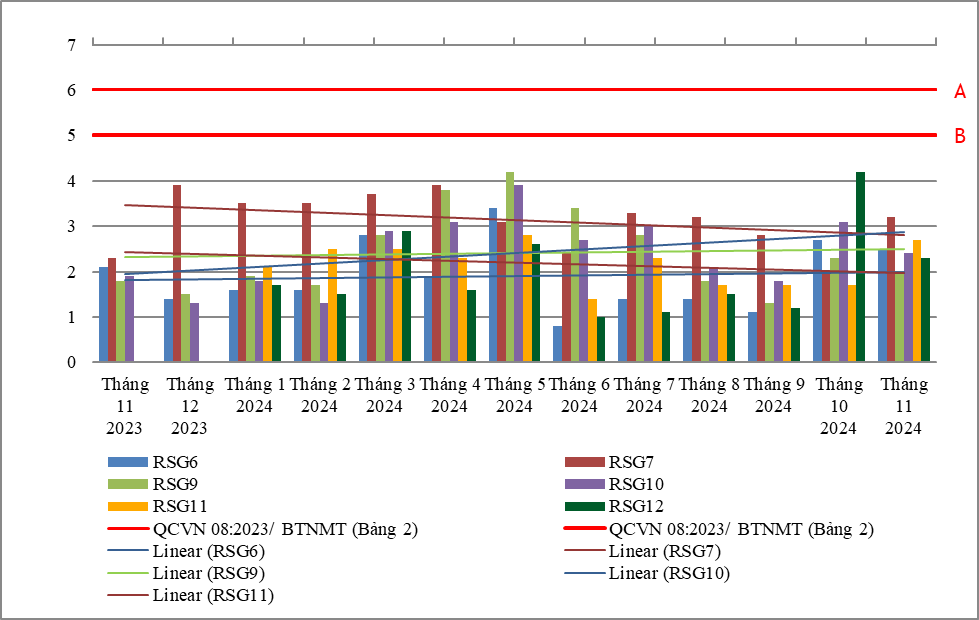 7
6
A
5
B
4
3
2
1
0
Tháng 11 2023
Tháng 12 2023
Tháng 1 2024
Tháng 2 2024
Tháng 3 2024
Tháng 4 2024
Tháng 5 2024
Tháng 6 2024
Tháng 7 2024
Tháng 8 2024
Tháng 9 2024
Tháng 10 2024
Tháng 11 2024
RSG6
RSG7
RSG9
RSG10
RSG11
RSG12
QCVN 08:2023/ BTNMT (Bảng 2)
QCVN 08:2023/ BTNMT (Bảng 2)
Linear (RSG6)
Linear (RSG7)
Linear (RSG9)
Linear (RSG10)
Linear (RSG11)